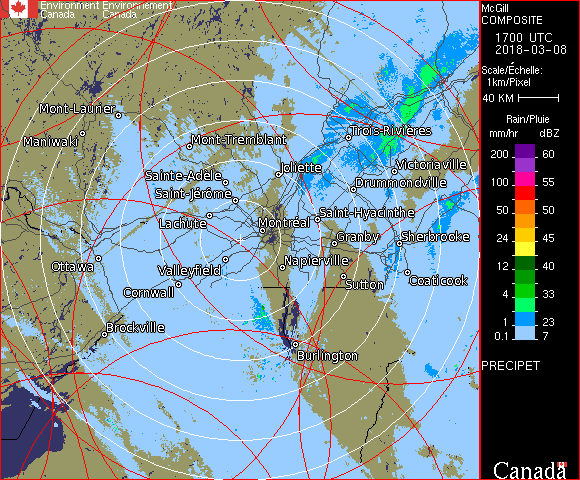 Environment Environnement
Canada Canada
McGill
COMPOSITE
1700 UTC
2018-03-08
Scale/Échelle:
1km/Pixel
40 KM
Rain/Pluie
mm/hr dBZ
200 60
150 60
100 55
50 50
24 45
12 40
4 33
1 23
0.1 7
PRECIPET
Canada
Mont-Laurier
Maniwaki
Mont-Tremblant
Trois-Rivières
Joliette
Victoriaville
Sainte-Adèle
Drummondville
Saint-Jérôme
Lachute
Saint-Hyacinthe
Montréal
Granby
Sherbrooke
Ottawa
Valleyfield
Napierville
Cornwall
Sutton
Coaticook
Brockville
Burlington